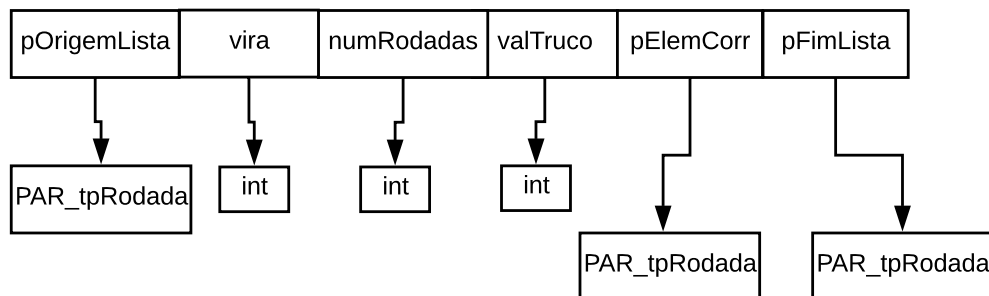 pOrigemLista vira numRodadas valTruco pElemCorr pFimLista
PAR_tpRodada int int int
PAR_tpRodada PAR_tpRodada